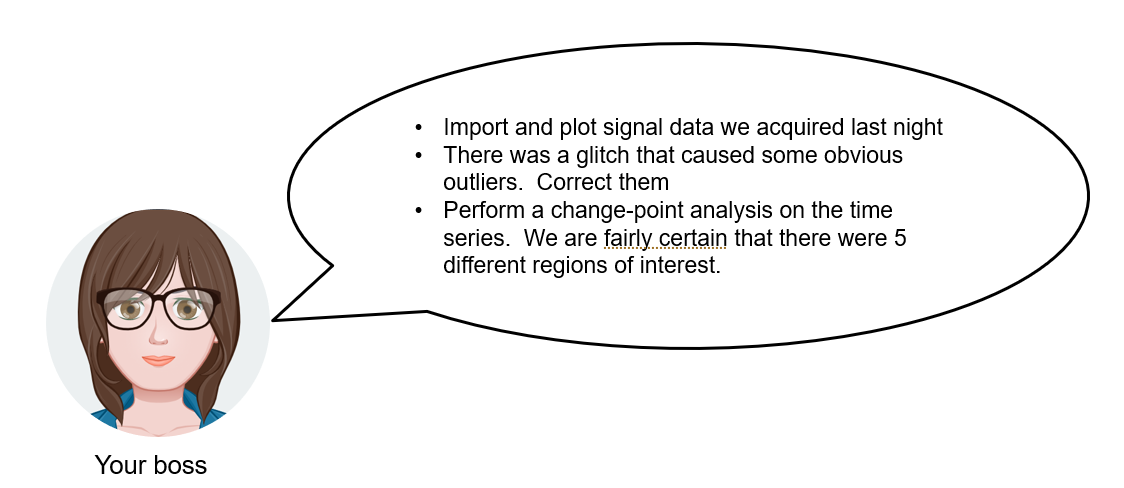 • Import and plot signal data we acquired last night
• There was a glitch that caused some obvious
outliers.  Correct them
• Perform a change-point analysis on the time
series.  We are fairly certain that there were 5
different regions of interest.
Your boss